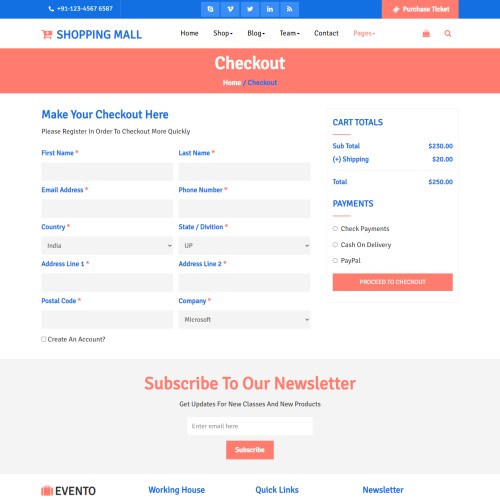 +91-123-4567 6587
Purchase Ticket
SHOPPING MALL
Home Shop Blog Team Contact Pages
Checkout
Home / Checkout
Make Your Checkout Here
Please Register In Order To Checkout More Quickly
First Name *
Last Name *
Email Address *
Phone Number *
Country *
State / Divition *
India
UP
Address Line 1 *
Address Line 2 *
Postal Code *
Company *
Microsoft
Create An Account?
CART TOTALS
Sub Total $230.00
(+) Shipping $20.00
Total $250.00
PAYMENTS
Check Payments
Cash On Delivery
PayPal
PROCEED TO CHECKOUT
Subscribe To Our Newsletter
Get Updates For New Classes And New Products
Enter email here
Subscribe
EVENTO
Working House
Quick Links
Newsletter